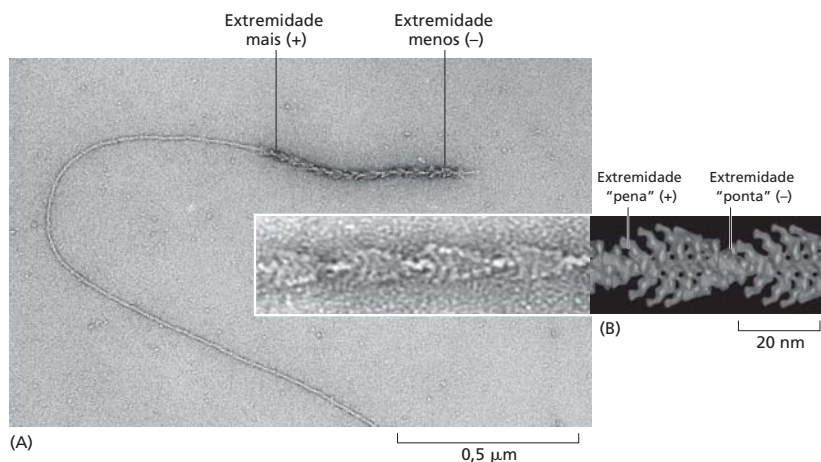 Extremidade
mais (+)
Extremidade
menos (–)
Extremidade
“pena” (+)
Extremidade
“ponta” (–)
(A)
0,5 μm
(B)
20 nm